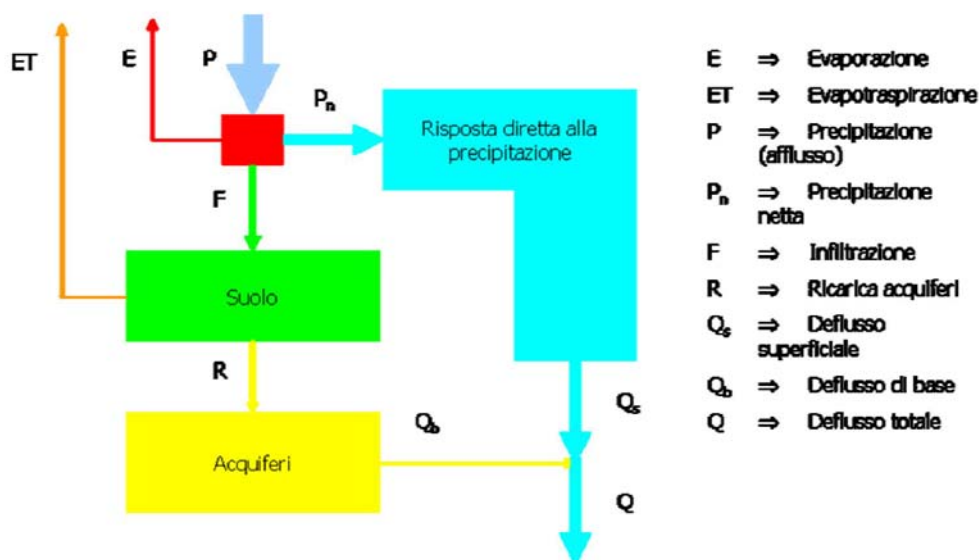 ET
E
P
Pn
Risposta diretta alla
precipitazione
F
Suolo
R
Qb
Qs
Acquiferi
Q
E ⇒ Evaporazione
ET ⇒ Evapotraspirazione
P ⇒ Precipitazione
(afflusso)
Pn ⇒ Precipitazione
netta
F ⇒ Infiltrazione
R ⇒ Ricarica acquiferi
Qs ⇒ Deflusso
superficiale
Qb ⇒ Deflusso di base
Q ⇒ Deflusso totale